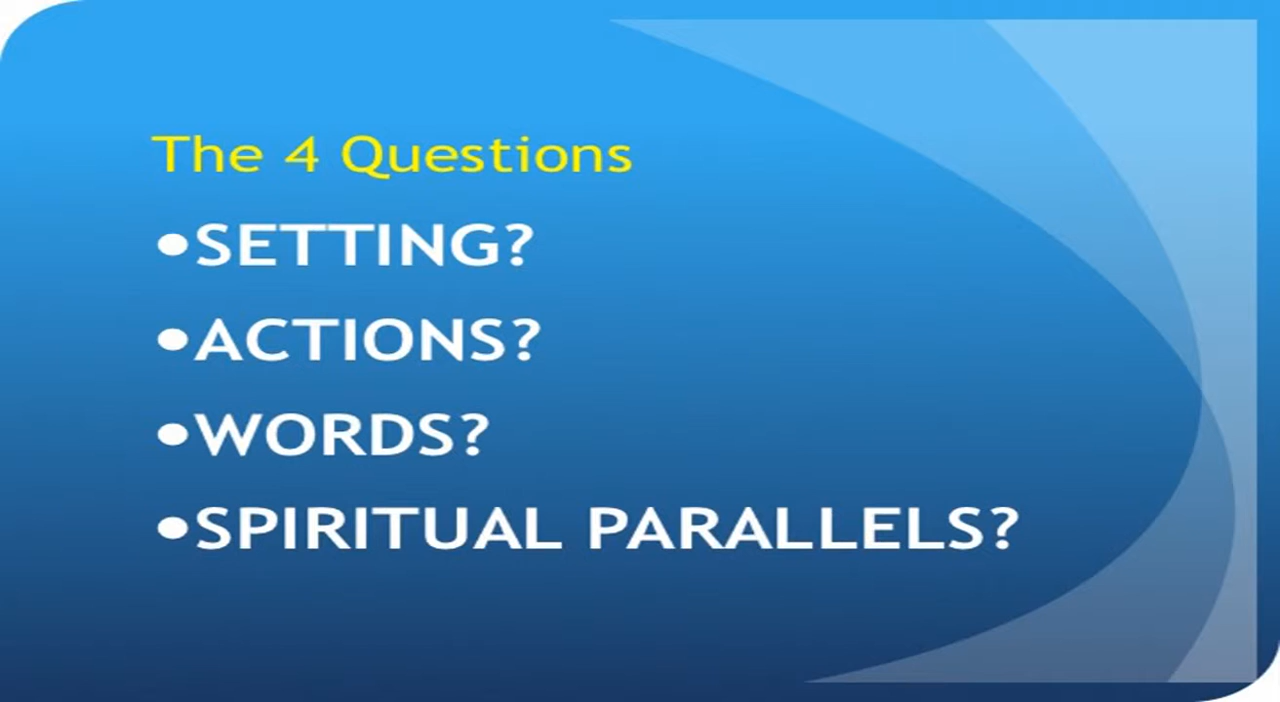 The 4 Questions
•SETTING?
•ACTIONS?
•WORDS?
•SPIRITUAL PARALLELS?